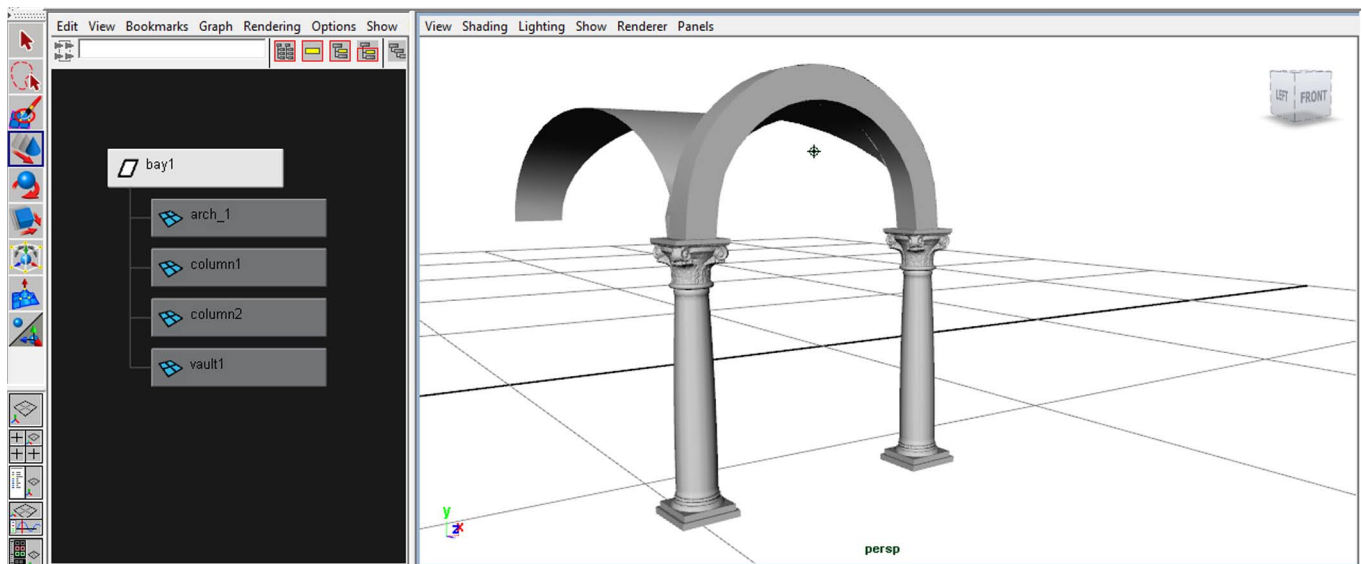 Edit View Bookmarks Graph Rendering Options Show
View Shading Lighting Show Renderer Panels
LEFT FRONT
bay1
arch_1
column1
column2
vault1
y
z x
persp